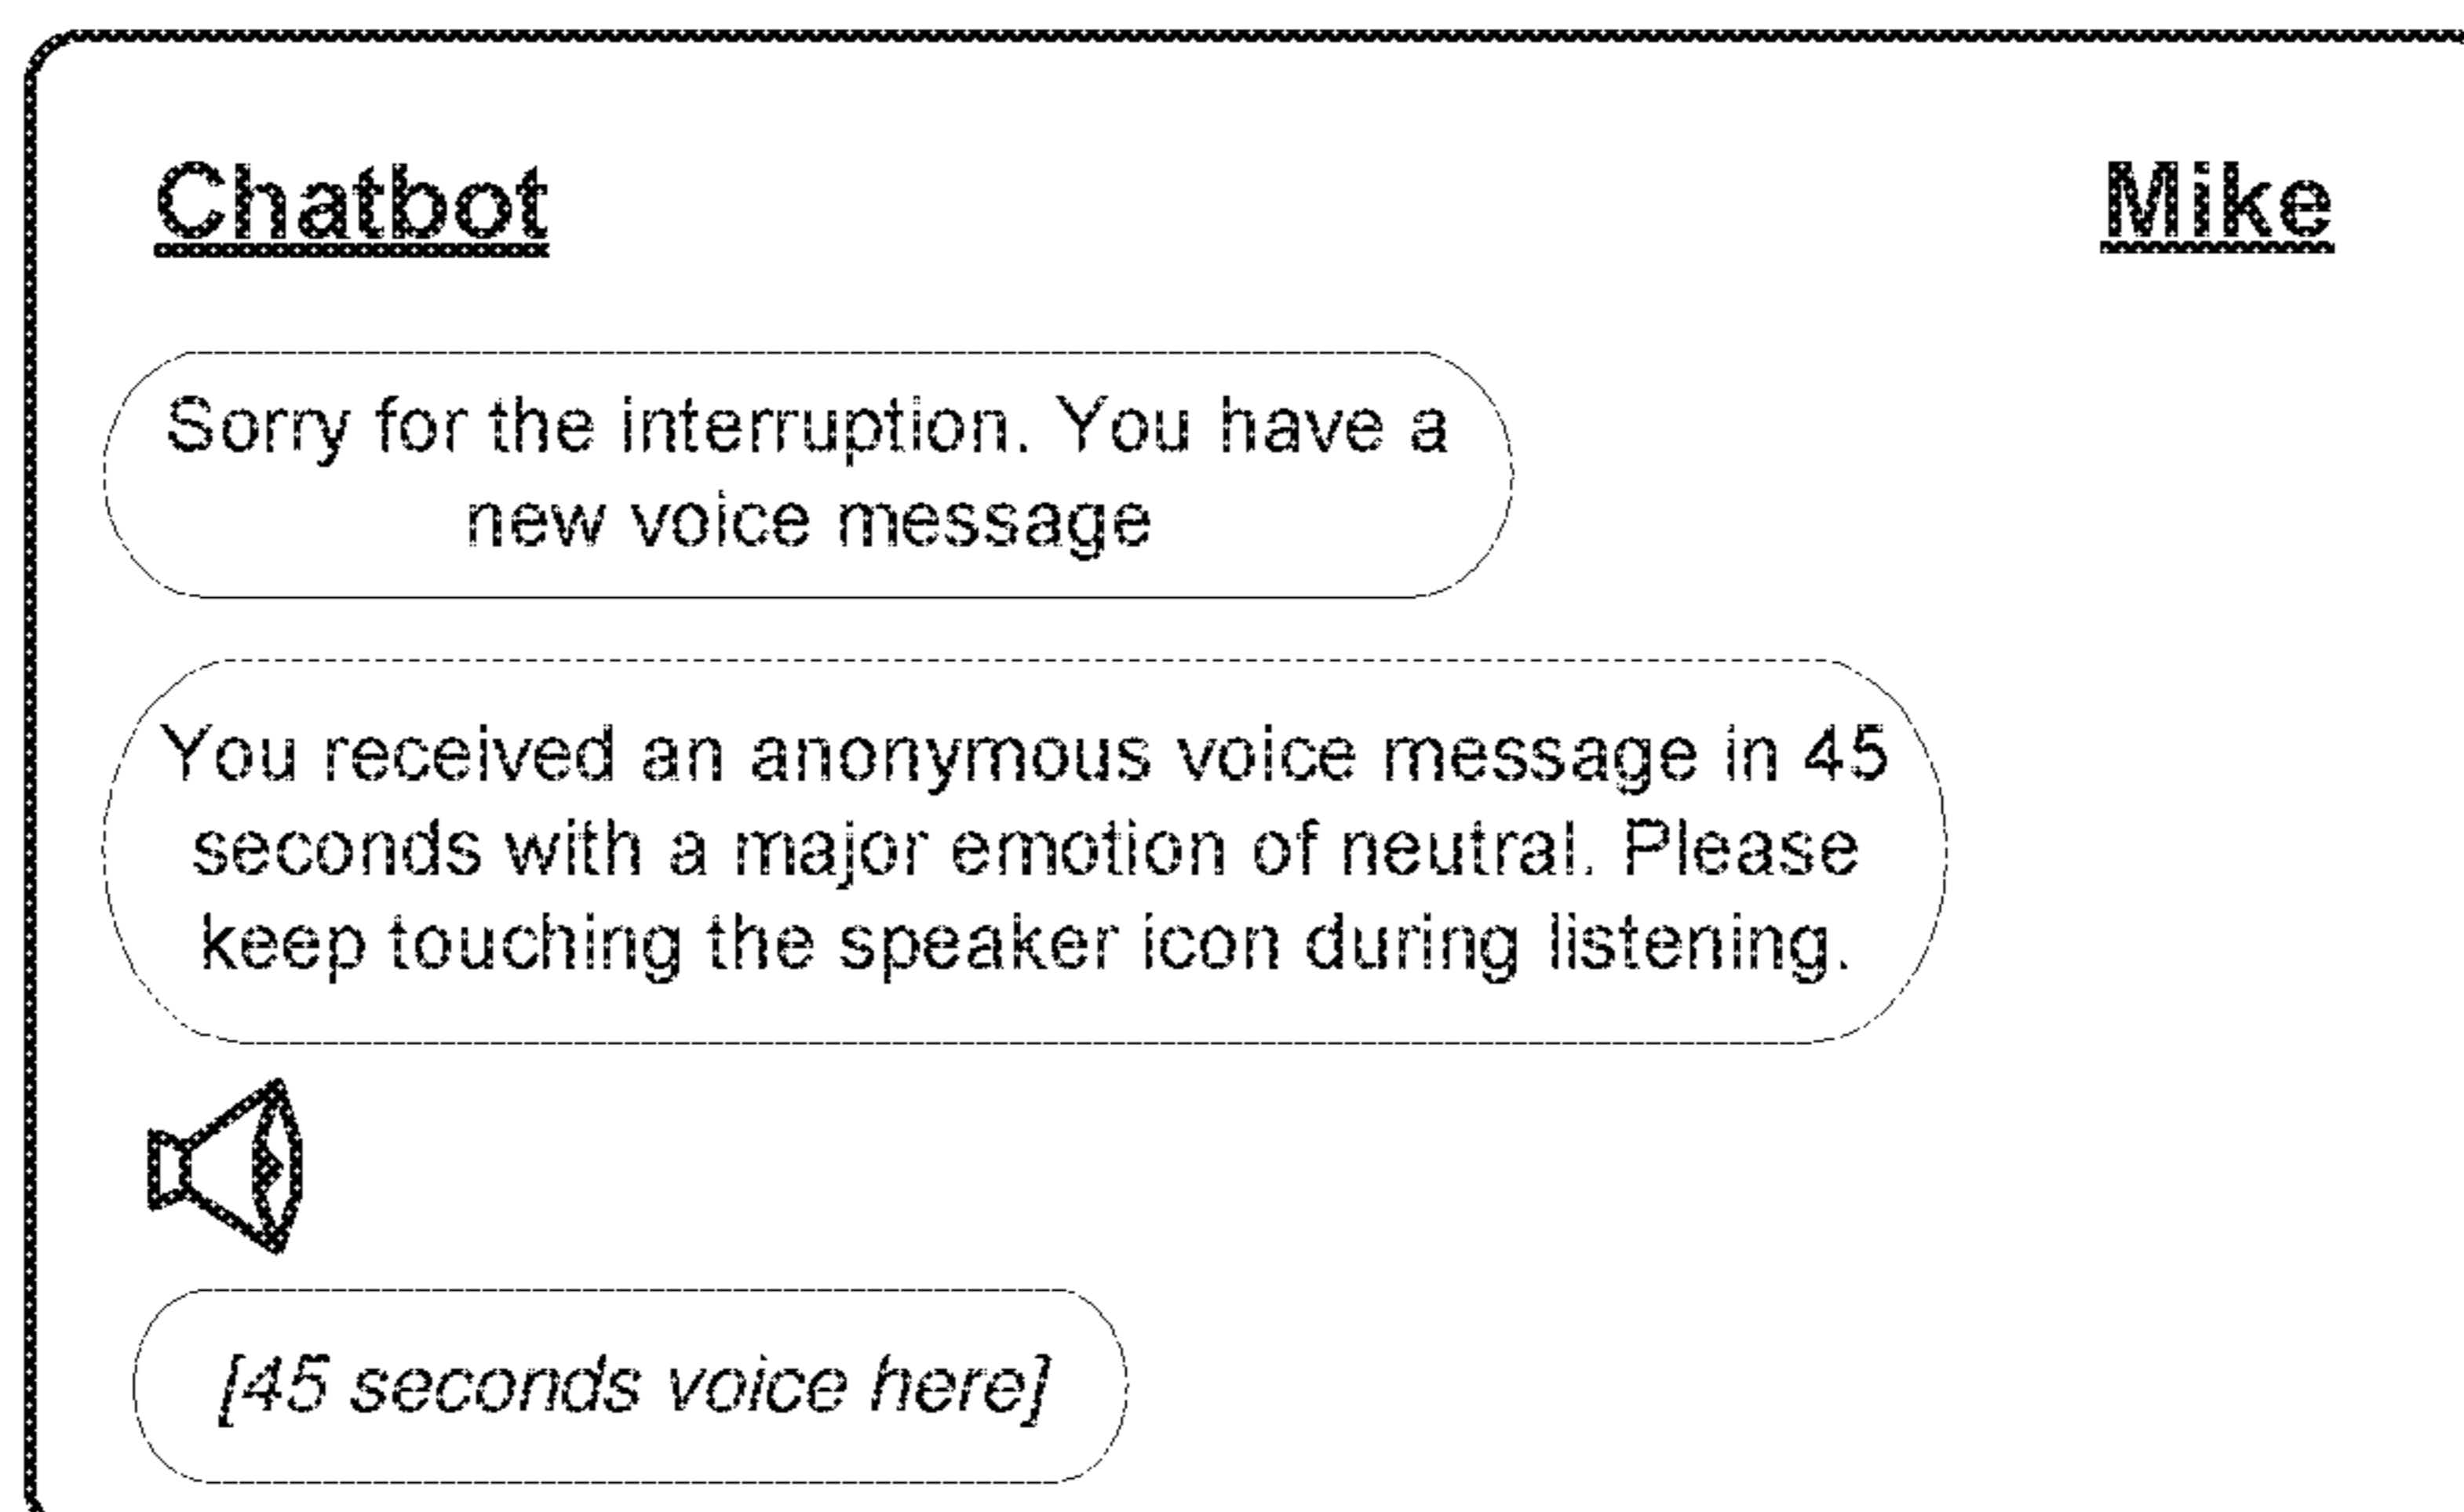 Chatbot
Mike
Sorry for the interruption. You have a
new voice message
You received an anonymous voice message in 45
seconds with a major emotion of neutral. Please
keep touching the speaker icon during listening.
[45 seconds voice here]